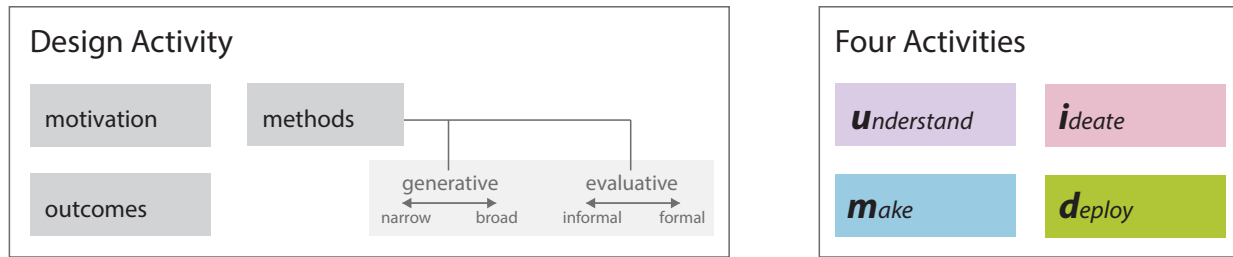 Design Activity
motivation
methods
outcomes
generative
evaluative
narrow
broad
informal
formal
Four Activities
understand
ideate
make
deploy